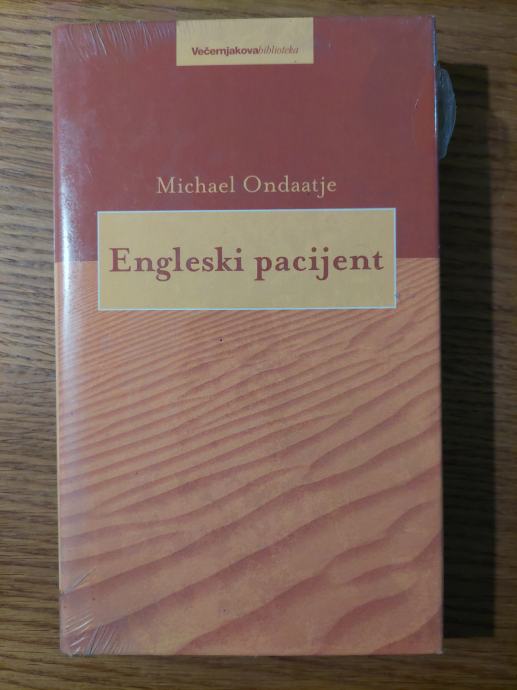 Večernjakovabiblioteka
Michael Ondaatje
Engleski pacijent